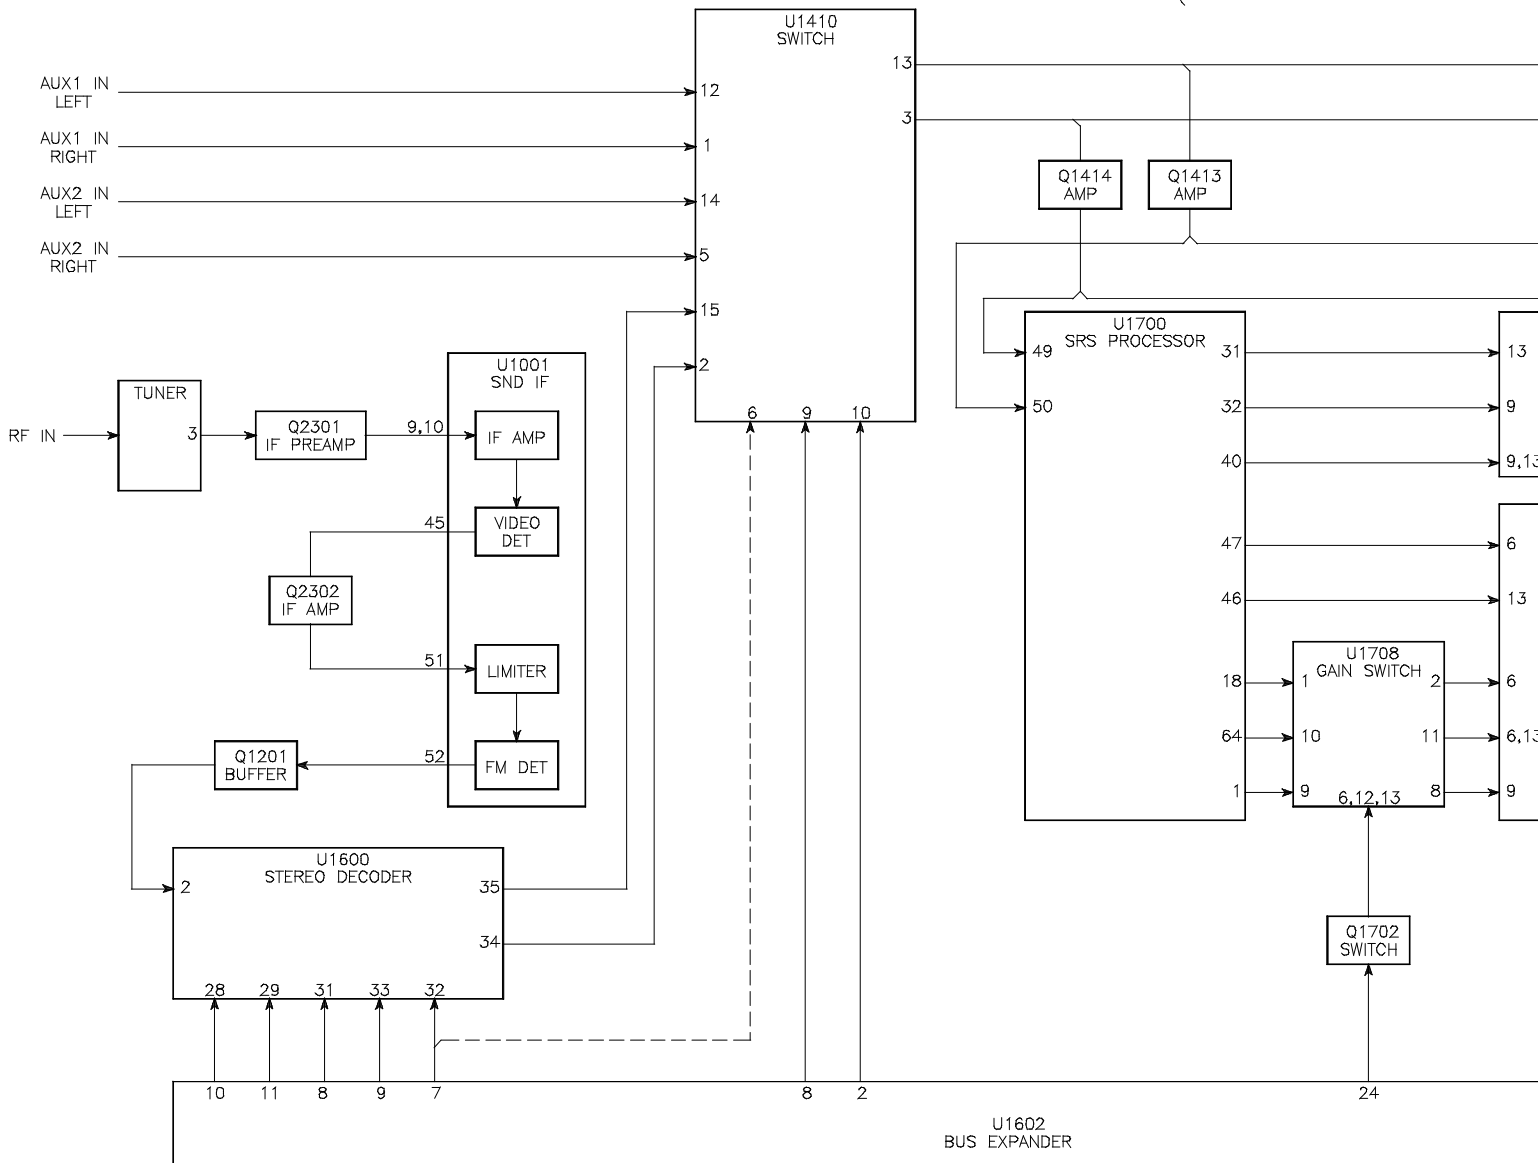 U1410
SWITCH
13
3
AUX1 IN
LEFT
12
AUX1 IN
RIGHT
1
AUX2 IN
LEFT
14
AUX2 IN
RIGHT
5
15
2
6
9
10
Q1414
AMP
Q1413
AMP
U1700
SRS PROCESSOR
49
50
31
32
40
47
46
18
64
1
13
9
9,13
6
13
6
6,13
9
U1708
GAIN SWITCH
1
10
9
2
11
8
6,12,13
Q1702
SWITCH
RF IN
TUNER
3
Q2301
IF PREAMP
9,10
U1001
SND IF
IF AMP
VIDEO
DET
45
Q2302
IF AMP
51
LIMITER
52
FM DET
Q1201
BUFFER
U1600
STEREO DECODER
2
35
34
28
29
31
33
32
10
11
8
9
7
8
2
24
U1602
BUS EXPANDER